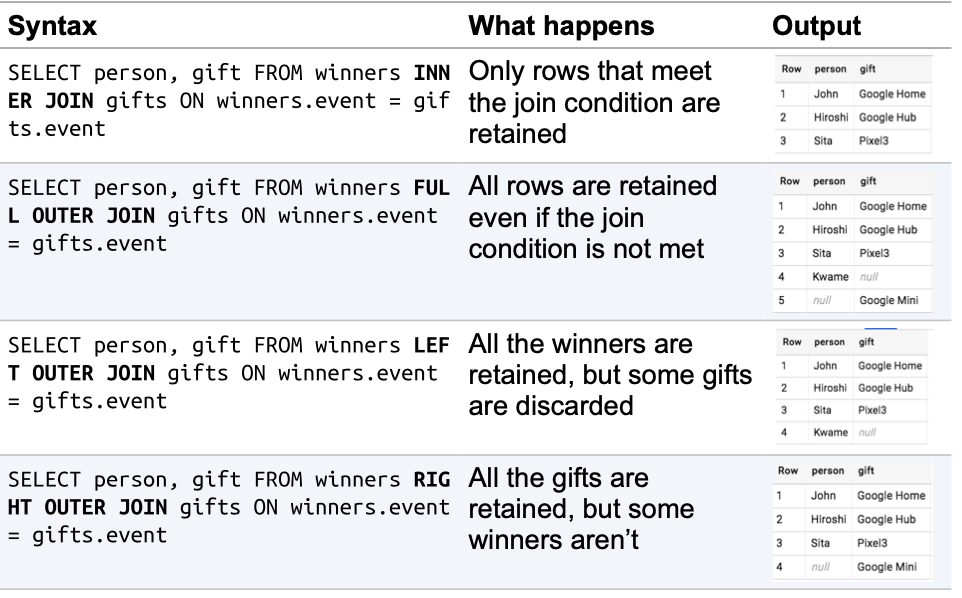 Syntax What happens Output
SELECT person, gift FROM winners INN
ER JOIN gifts ON winners.event = gif
ts.event
Only rows that meet
the join condition are
retained
Row person gift
1 John Google Home
2 Hiroshi Google Hub
3 Sita Pixel3
SELECT person, gift FROM winners FUL
L OUTER JOIN gifts ON winners.event
= gifts.event
All rows are retained
even if the join
condition is not met
Row person gift
1 John Google Home
2 Hiroshi Google Hub
3 Sita Pixel3
4 Kwame null
5 null Google Mini
SELECT person, gift FROM winners LEF
T OUTER JOIN gifts ON winners.event
= gifts.event
All the winners are
retained, but some gifts
are discarded
Row person gift
1 John Google Home
2 Hiroshi Google Hub
3 Sita Pixel3
4 Kwame null
SELECT person, gift FROM winners RIG
HT OUTER JOIN gifts ON winners.event
= gifts.event
All the gifts are
retained, but some
winners aren’t
Row person gift
1 John Google Home
2 Hiroshi Google Hub
3 Sita Pixel3
4 null Google Mini